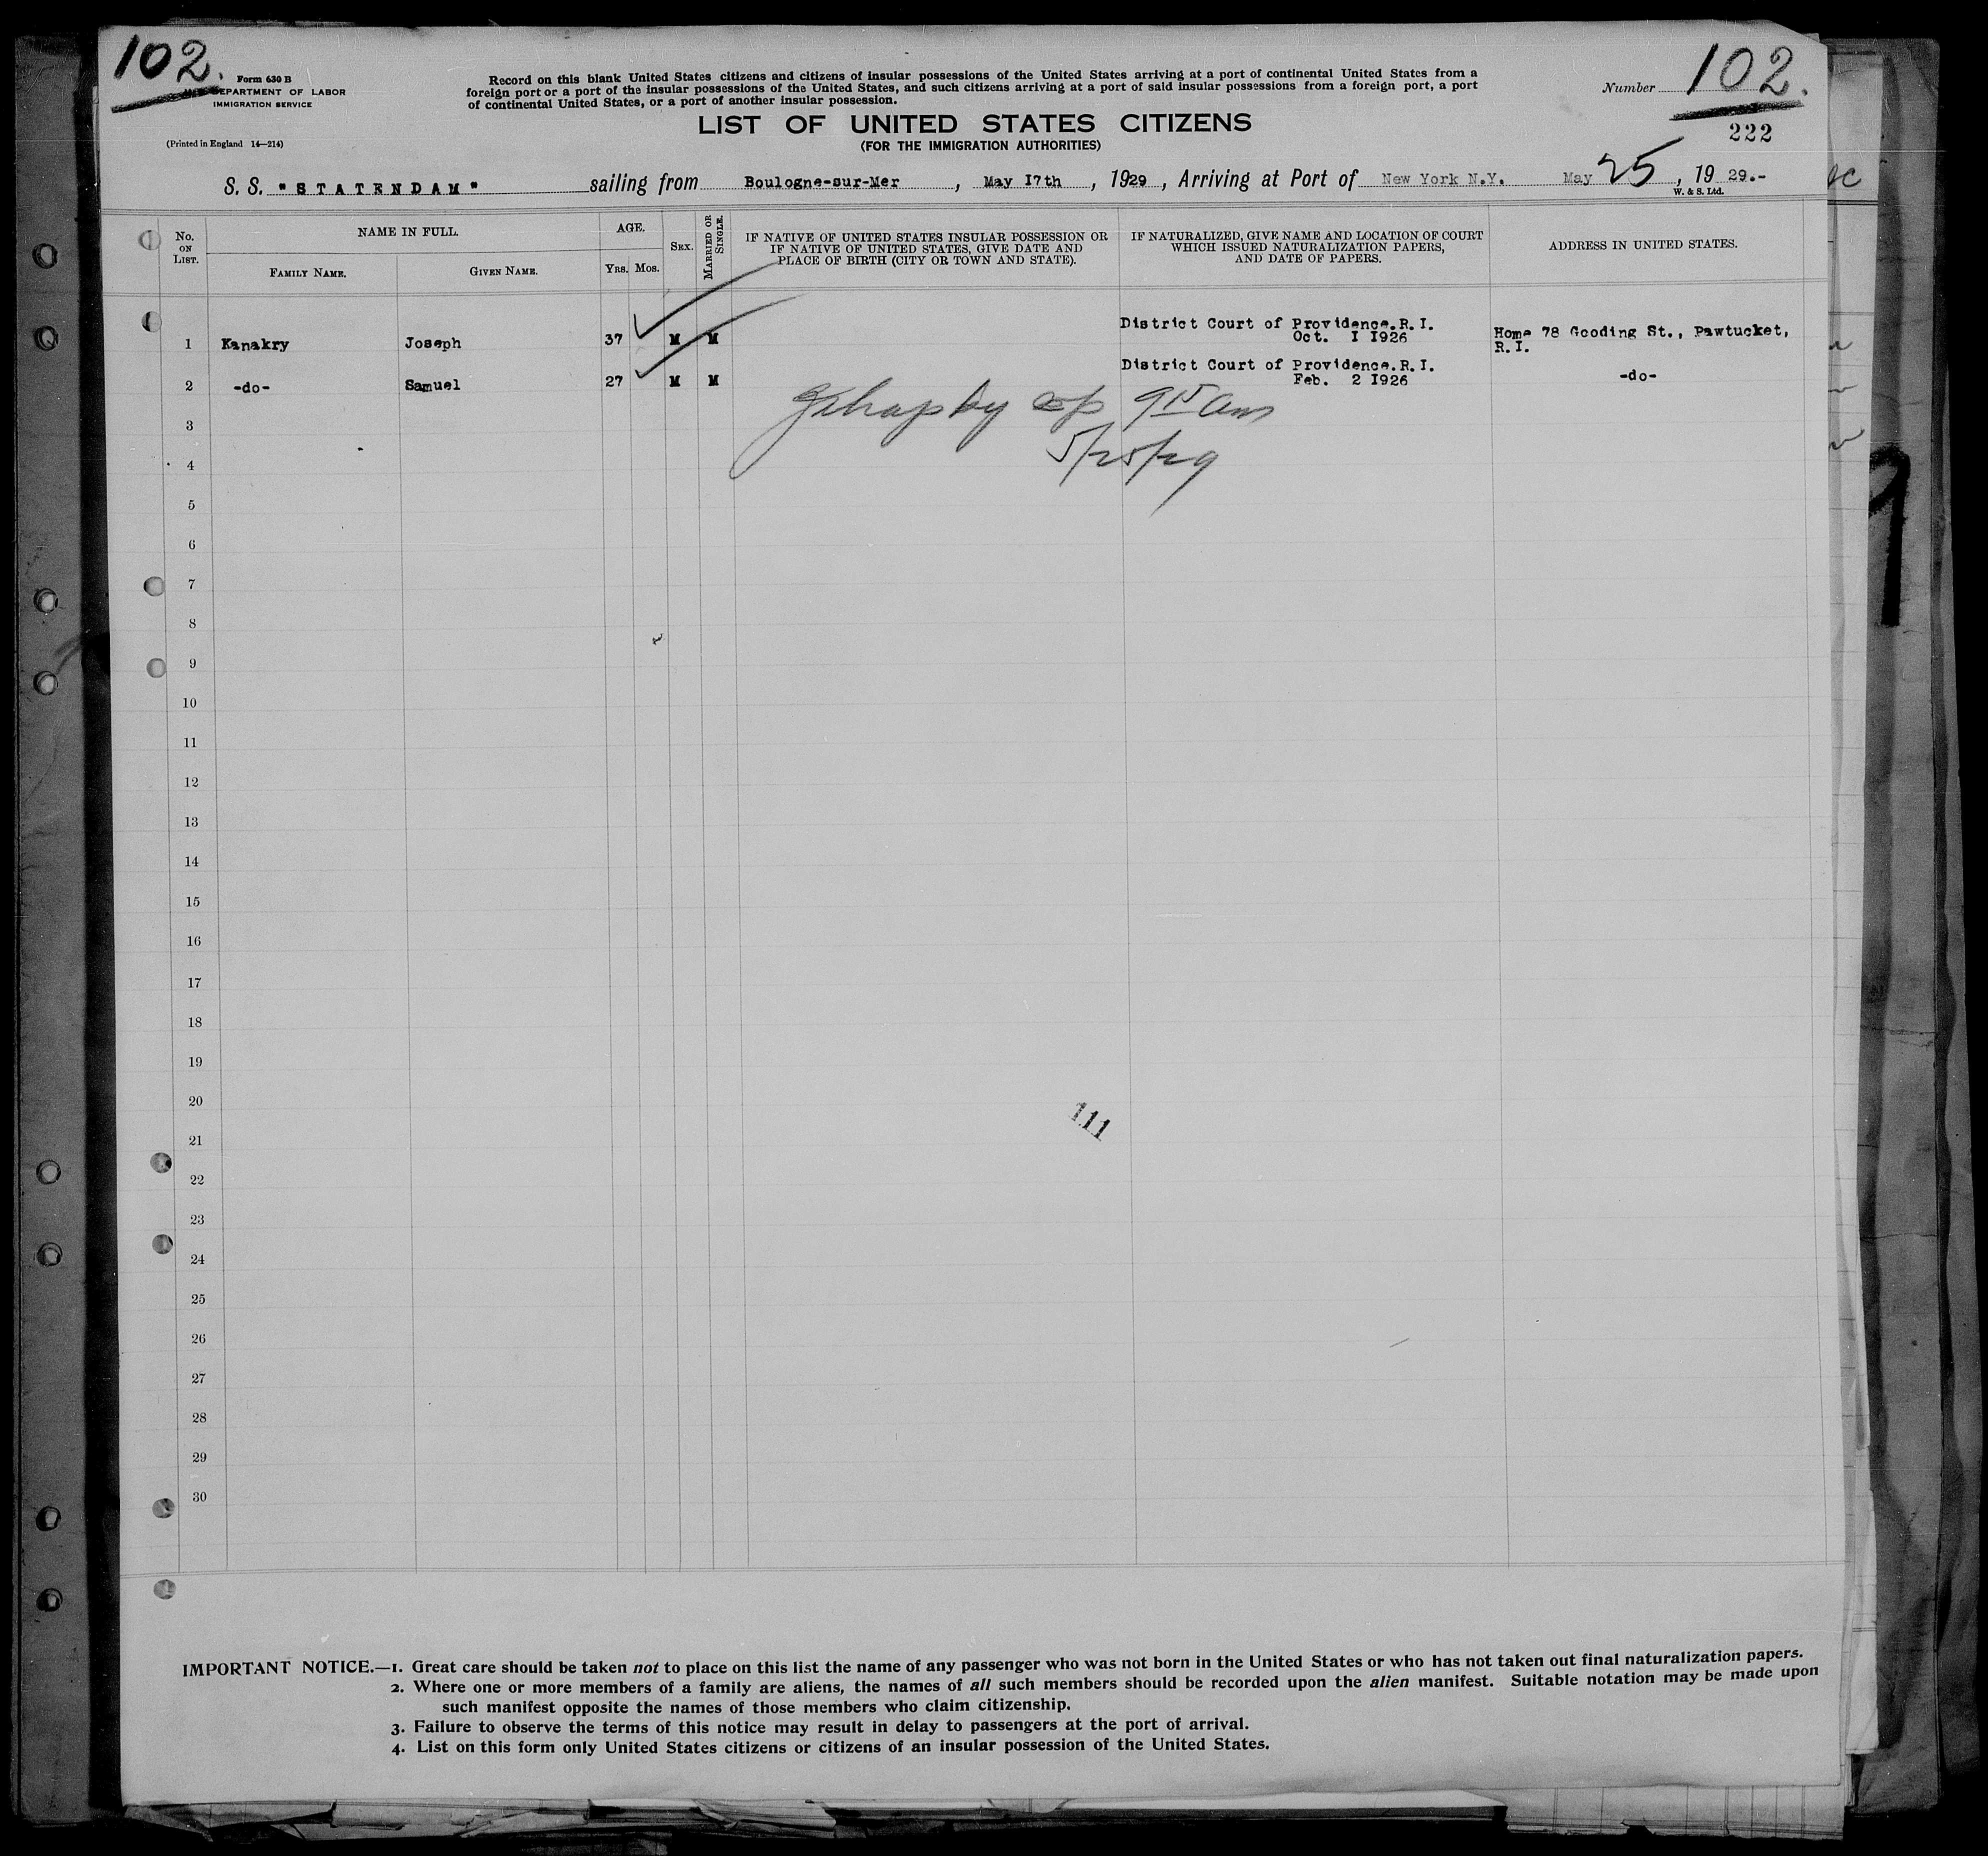 102.
Form 630 B
DEPARTMENT OF LABOR
IMMIGRATION SERVICE
(Printed in England 14—214)
Record on this blank United States citizens and citizens of insular possessions of the United States arriving at a port of continental United States from a
foreign port or a port of the insular possessions of the United States, and such citizens arriving at a port of said insular possessions from a foreign port, a port
of continental United States, or a port of another insular possession.
Number 102.
222
LIST OF UNITED STATES CITIZENS
(FOR THE IMMIGRATION AUTHORITIES)
S. S. "STATENDAM" sailing from Boulogne-sur-Mer, May I7th, 1929, Arriving at Port of New York N.Y. May 25, 19 29.-
W. & S. Ltd.
No. ON LIST.
NAME IN FULL.
FAMILY NAME.
GIVEN NAME.
AGE.
YRS. MOS.
SEX.
MARRIED OR SINGLE.
IF NATIVE OF UNITED STATES INSULAR POSSESSION OR
IF NATIVE OF UNITED STATES, GIVE DATE AND
PLACE OF BIRTH (CITY OR TOWN AND STATE).
IF NATURALIZED, GIVE NAME AND LOCATION OF COURT
WHICH ISSUED NATURALIZATION PAPERS,
AND DATE OF PAPERS.
ADDRESS IN UNITED STATES.
District Court of Providence.R.I.
1 Kanakry Joseph 37 M M Oct. I I926 Home 78 Gooding St., Pawtucket,
R.I.
District Court of Providence.R.I.
2 -do- Samuel 27 M M Feb. 2 I926 -do-
by 9 15 am
3
5/25/29
4
5
6
7
8
9
10
11
12
13
14
15
16
17
18
19
20
111
21
22
23
24
25
26
27
28
29
30
IMPORTANT NOTICE.—1. Great care should be taken not to place on this list the name of any passenger who was not born in the United States or who has not taken out final naturalization papers.
2. Where one or more members of a family are aliens, the names of all such members should be recorded upon the alien manifest. Suitable notation may be made upon
such manifest opposite the names of those members who claim citizenship.
3. Failure to observe the terms of this notice may result in delay to passengers at the port of arrival.
4. List on this form only United States citizens or citizens of an insular possession of the United States.